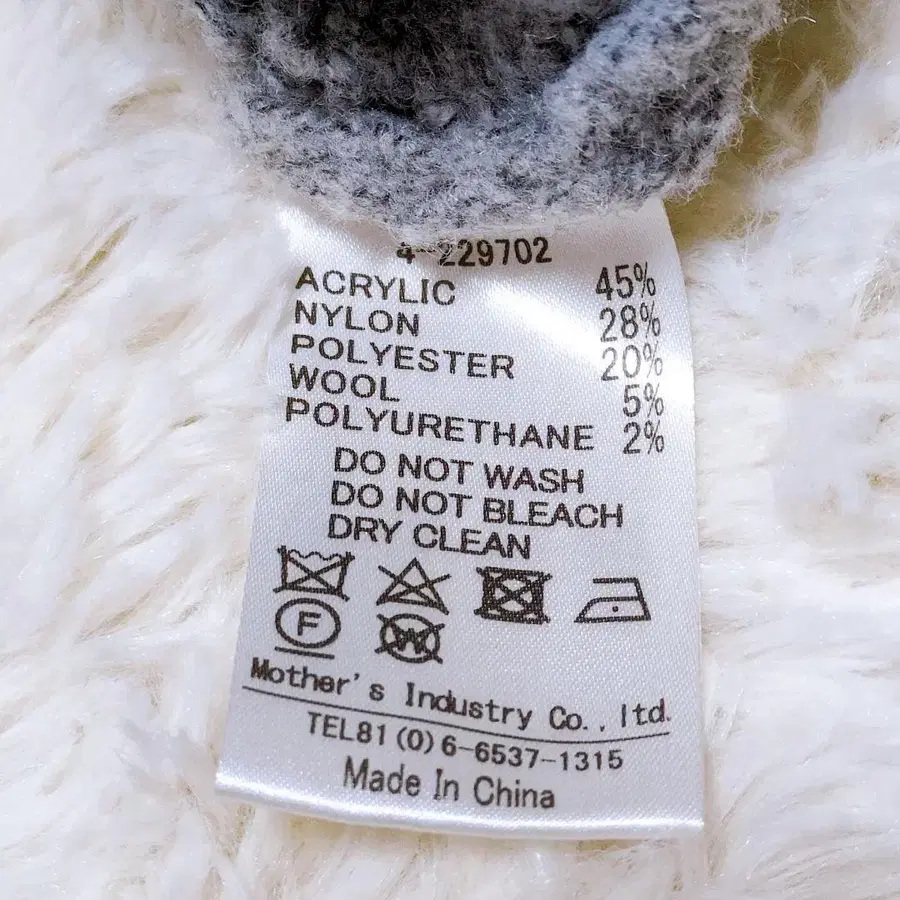 4-229702
ACRYLIC 45%
NYLON 28%
POLYESTER 20%
WOOL 5%
POLYURETHANE 2%
DO NOT WASH
DO NOT BLEACH
DRY CLEAN
F W
Mother's Industry Co., ltd.
TEL81(0)6-6537-1315
Made In China